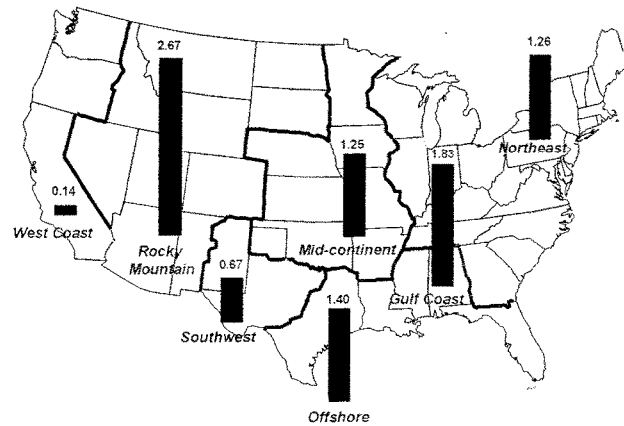 2.67
1.26
1.25
1.83
Northeast
0.14
West Coast
Rocky
Mountain
Mid-continent
0.67
Gulf Coast
1.40
Southwest
Offshore